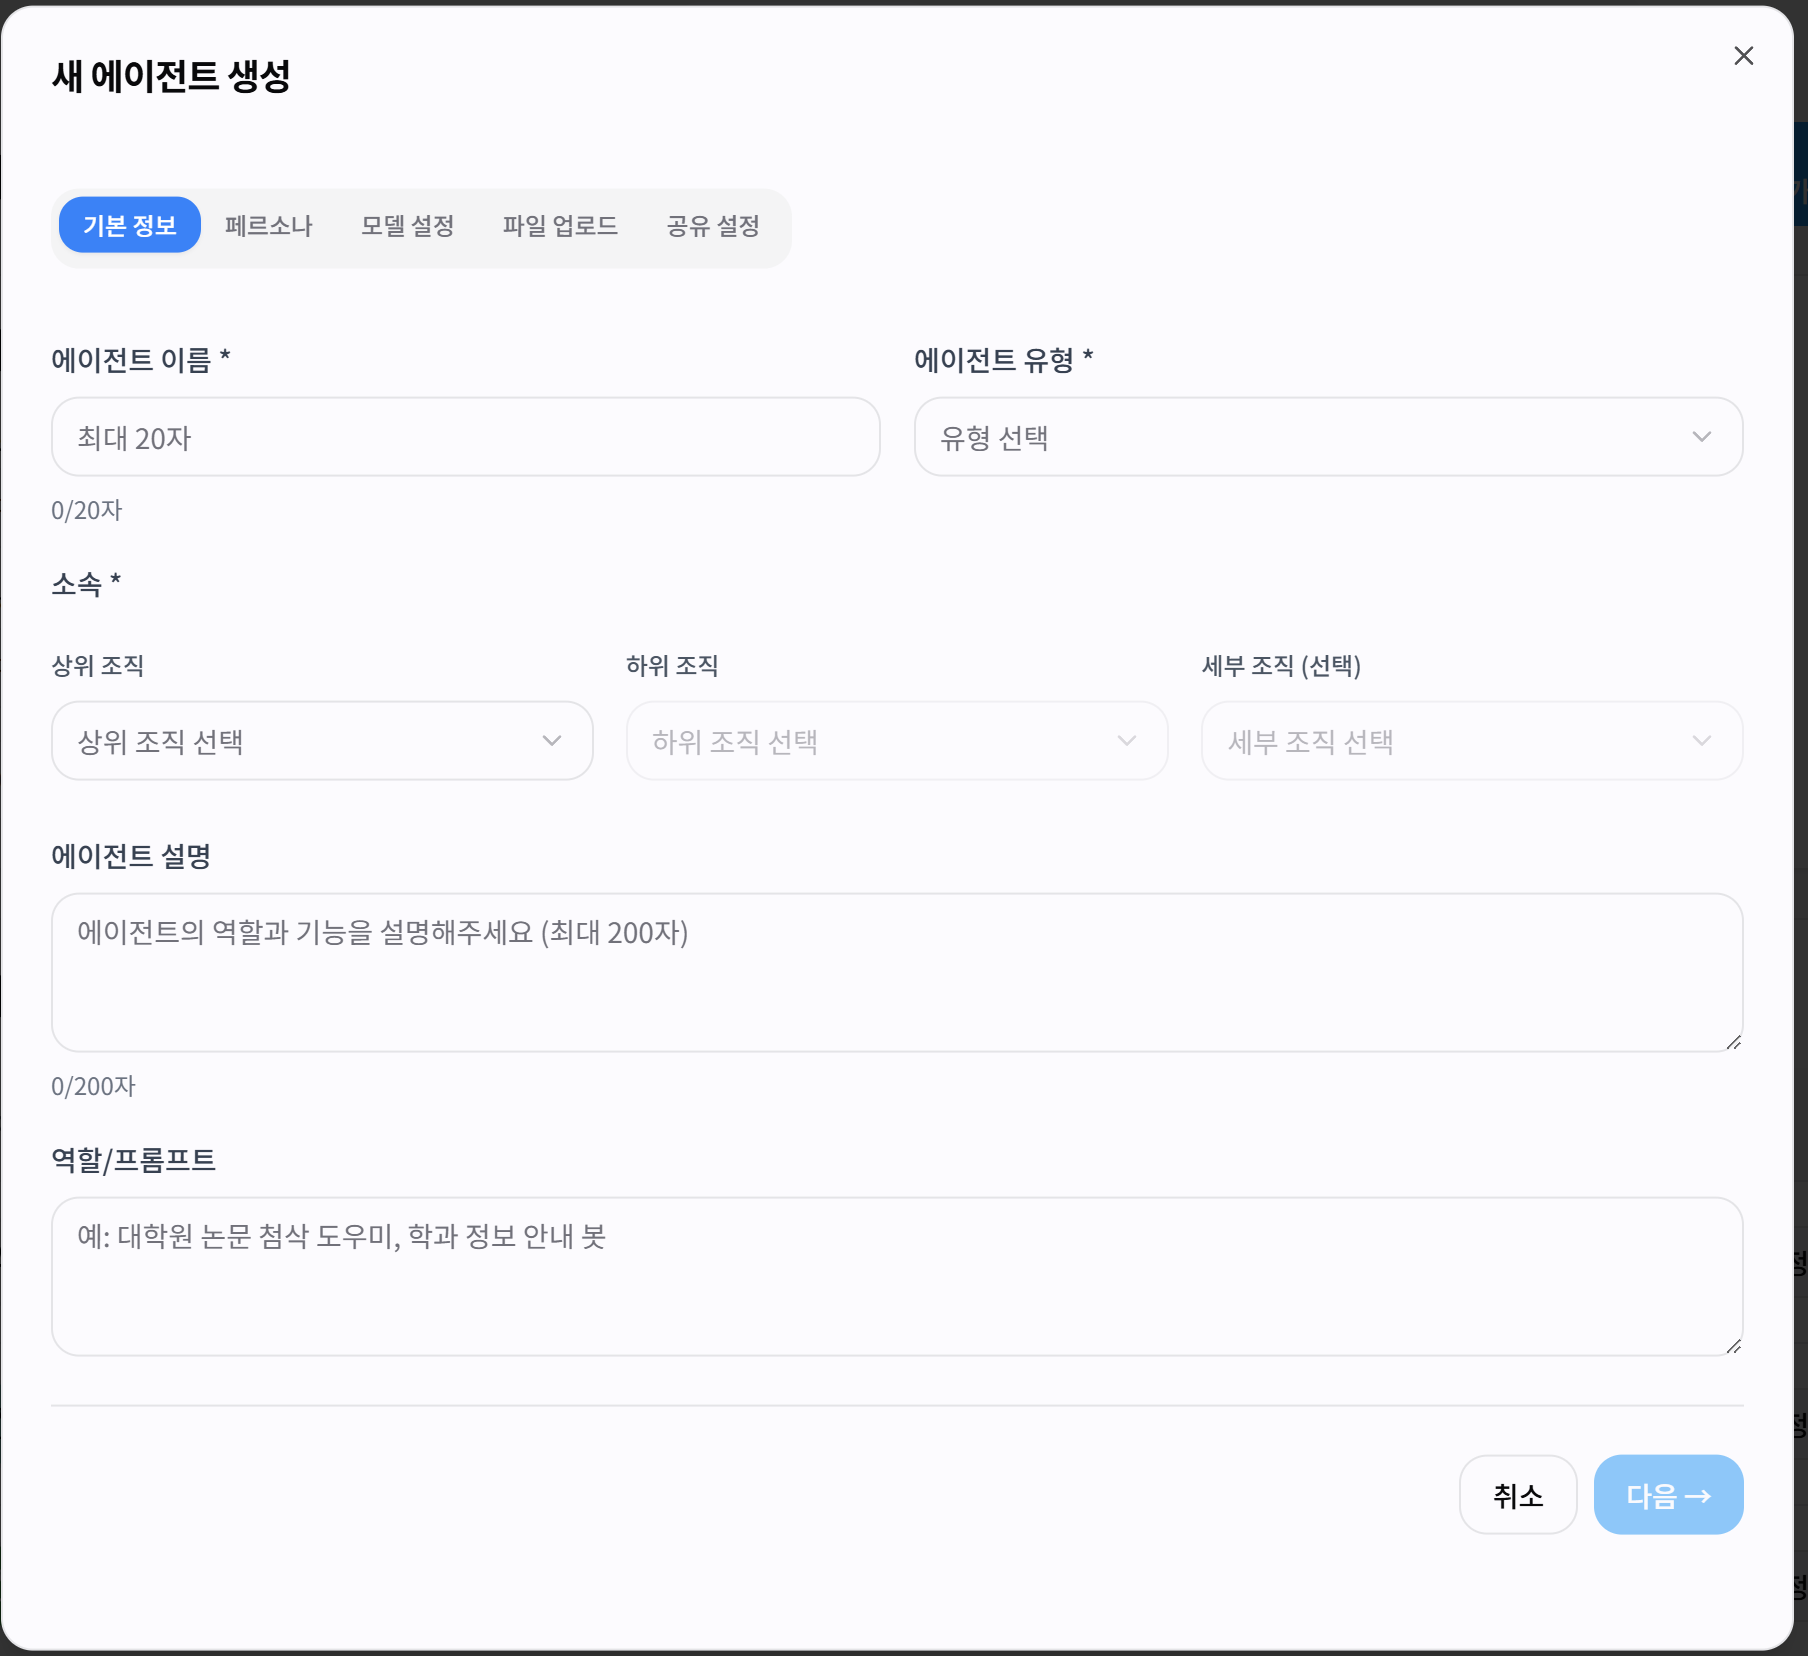 새 에이전트 생성
기본 정보 페르소나 모델 설정 파일 업로드 공유 설정
에이전트 이름 * 에이전트 유형 *
최대 20자 유형 선택
0/20자
소속 *
상위 조직 하위 조직 세부 조직 (선택)
상위 조직 선택 하위 조직 선택 세부 조직 선택
에이전트 설명
에이전트의 역할과 기능을 설명해주세요 (최대 200자)
0/200자
역할/프롬프트
예: 대학원 논문 첨삭 도우미, 학과 정보 안내 봇
취소 다음 →